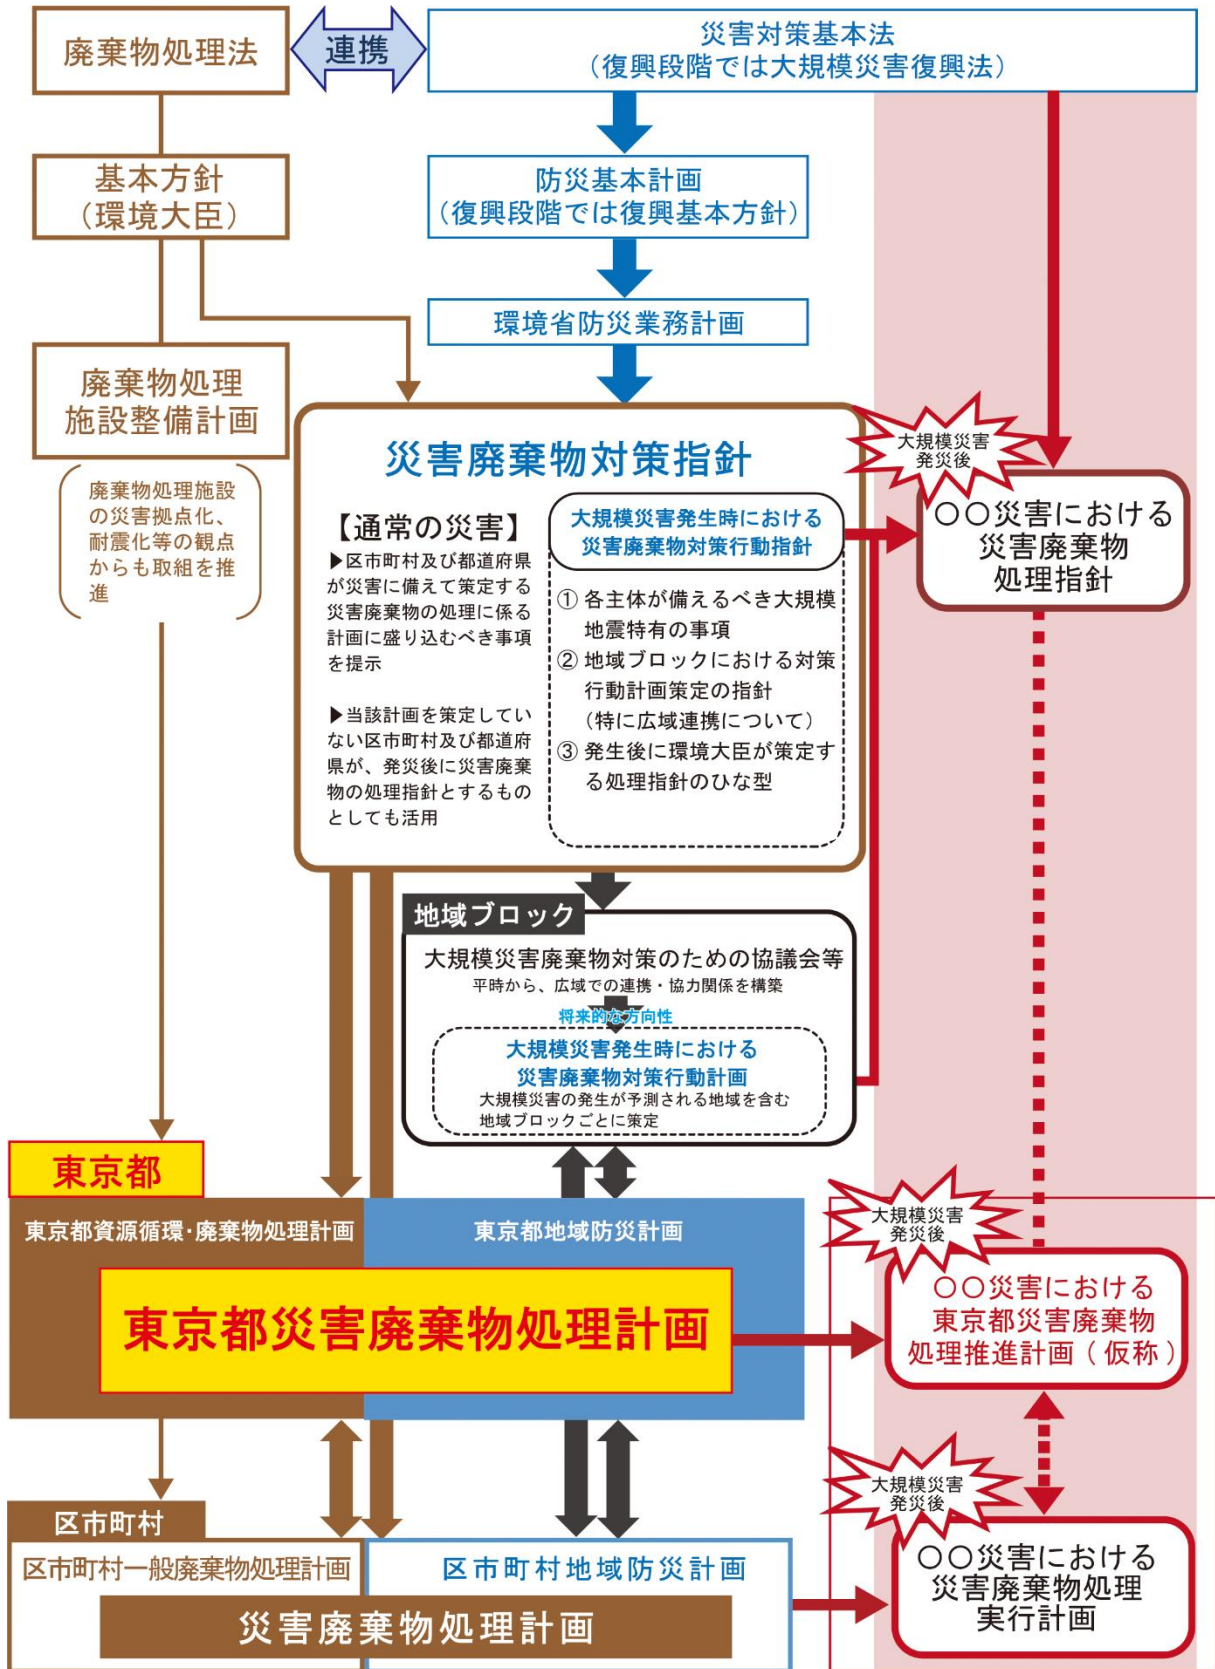 廃棄物処理法
連携
災害対策基本法
（復興段階では大規模災害復興法）
基本方針
（環境大臣）
防災基本計画
（復興段階では復興基本方針）
環境省防災業務計画
廃棄物処理
施設整備計画
廃棄物処理施設
の災害拠点化、
耐震化等の観点
からも取組を推
進
災害廃棄物対策指針
【通常の災害】
▶区市町村及び都道府県
が災害に備えて策定する
災害廃棄物の処理に係る
計画に盛り込むべき事項
を提示
▶当該計画を策定してい
ない区市町村及び都道府
県が、発災後に災害廃棄
物の処理指針とするもの
としても活用
大規模災害発生時における
災害廃棄物対策行動指針
① 各主体が備えるべき大規模
地震特有の事項
② 地域ブロックにおける対策
行動計画策定の指針
（特に広域連携について）
③ 発生後に環境大臣が策定す
る処理指針のひな型
大規模災害
発災後
〇〇災害における
災害廃棄物
処理指針
地域ブロック
大規模災害廃棄物対策のための協議会等
平時から、広域での連携・協力関係を構築
将来的な方向性
大規模災害発生時における
災害廃棄物対策行動計画
大規模災害の発生が予測される地域を含む
地域ブロックごとに策定
東京都
東京都資源循環・廃棄物処理計画
東京都地域防災計画
東京都災害廃棄物処理計画
大規模災害
発災後
〇〇災害における
東京都災害廃棄物
処理推進計画（仮称）
区市町村
区市町村一般廃棄物処理計画
区市町村地域防災計画
災害廃棄物処理計画
大規模災害
発災後
〇〇災害における
災害廃棄物処理
実行計画